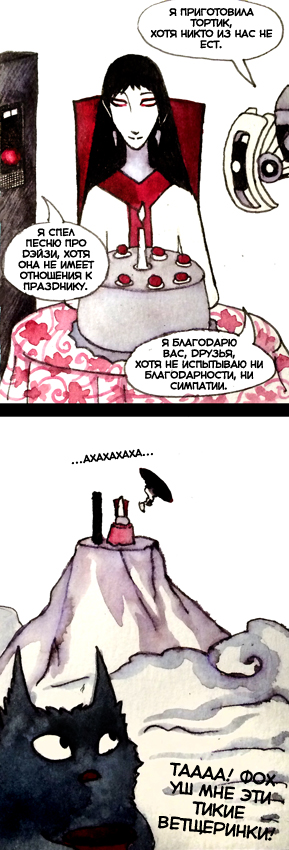 Я ПРИГОТОВИЛА
ТОРТИК,
ХОТЯ НИКТО ИЗ НАС НЕ
ЕСТ.
Я СПЕЛ
ПЕСНЮ ПРО
ДЭЙЗИ, ХОТЯ
ОНА НЕ ИМЕЕТ
ОТНОШЕНИЯ К
ПРАЗДНИКУ.
Я БЛАГОДАРЮ
ВАС, ДРУЗЬЯ,
ХОТЯ НЕ ИСПЫТЫВАЮ НИ
БЛАГОДАРНОСТИ, НИ
СИМПАТИИ.
...АХАХАХАХА...
ТАААА! ФОХ
УШ МНЕ ЭТИ
ТИКИЕ
ВЕТЩЕРИНКИ!